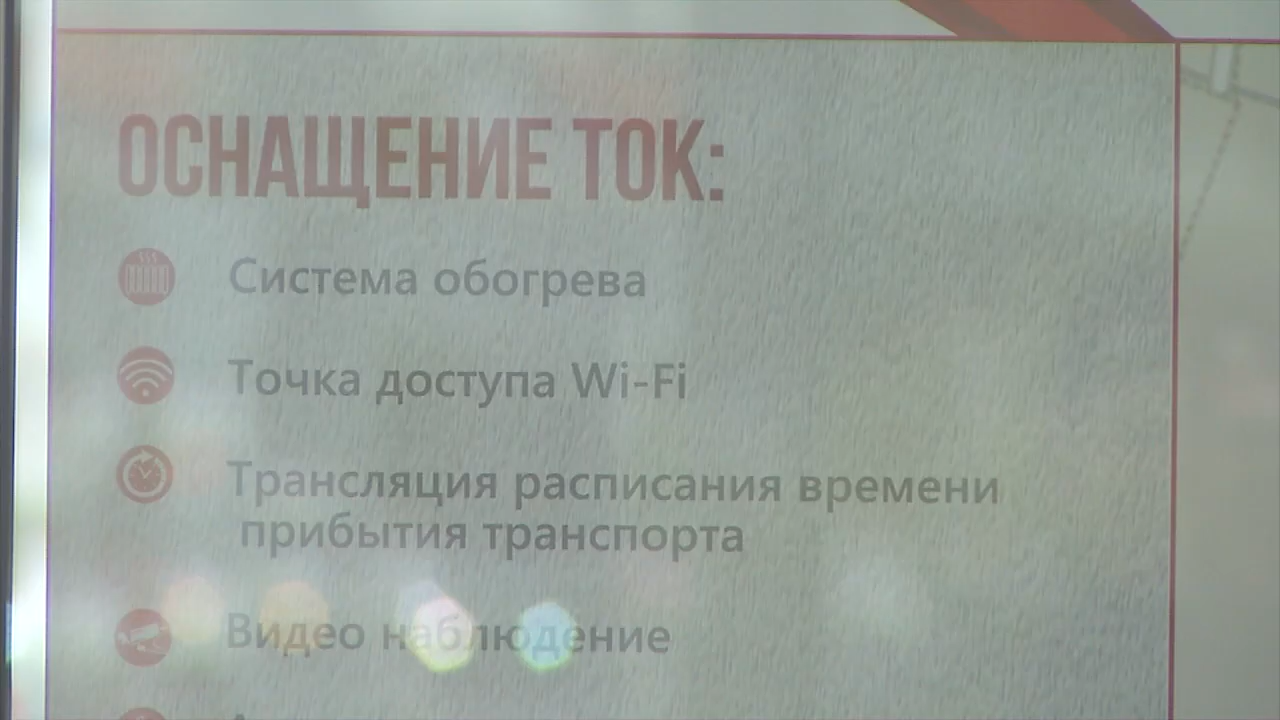 ОСНАЩЕНИЕ ТОК:
Система обогрева
Точка доступа Wi-Fi
Трансляция расписания времени
прибытия транспорта
Видео наблюдение